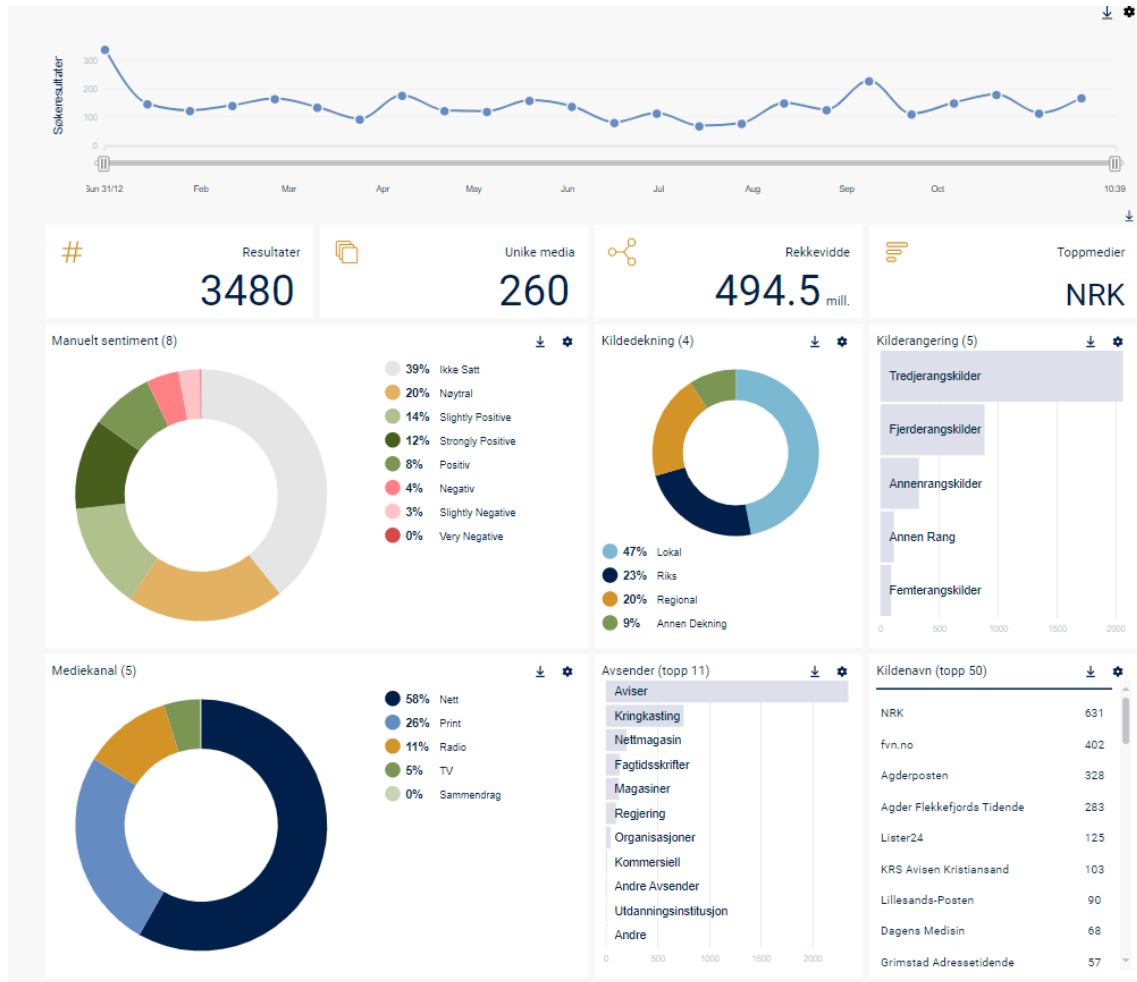 Søkeresultater
300
200
100
0
Sun 31/12 Feb Mar Apr May Jun Jul Aug Sep Oct 10:39
Resultater
3480
Unike media
260
Rekkevidde
494.5 mill.
Toppmedier
NRK
Manuelt sentiment (8)
39% Ikke Satt
20% Nøytral
14% Slightly Positive
12% Strongly Positive
8% Positiv
4% Negativ
3% Slightly Negative
0% Very Negative
Kildedekning (4)
47% Lokal
23% Riks
20% Regional
9% Annen Dekning
Kilderangering (5)
Tredjerangskilder
Fjerderangskilder
Annenrangskilder
Annen Rang
Femterangskilder
0 500 1000 1500 2000
Mediekanal (5)
58% Nett
26% Print
11% Radio
5% TV
0% Sammendrag
Avsender (topp 11)
Aviser
Kringkasting
Nettmagasin
Fagtidsskrifter
Magasiner
Regjering
Organisasjoner
Kommersiell
Andre Avsender
Utdanningsinstitusjon
Andre
0 500 1000 1500 2000
Kildenavn (topp 50)
NRK 631
fvn.no 402
Agderposten 328
Agder Flekkefjords Tidende 283
Lister24 125
KRS Avisen Kristiansand 103
Lillesands-Posten 90
Dagens Medisin 68
Grimstad Adressetidende 57